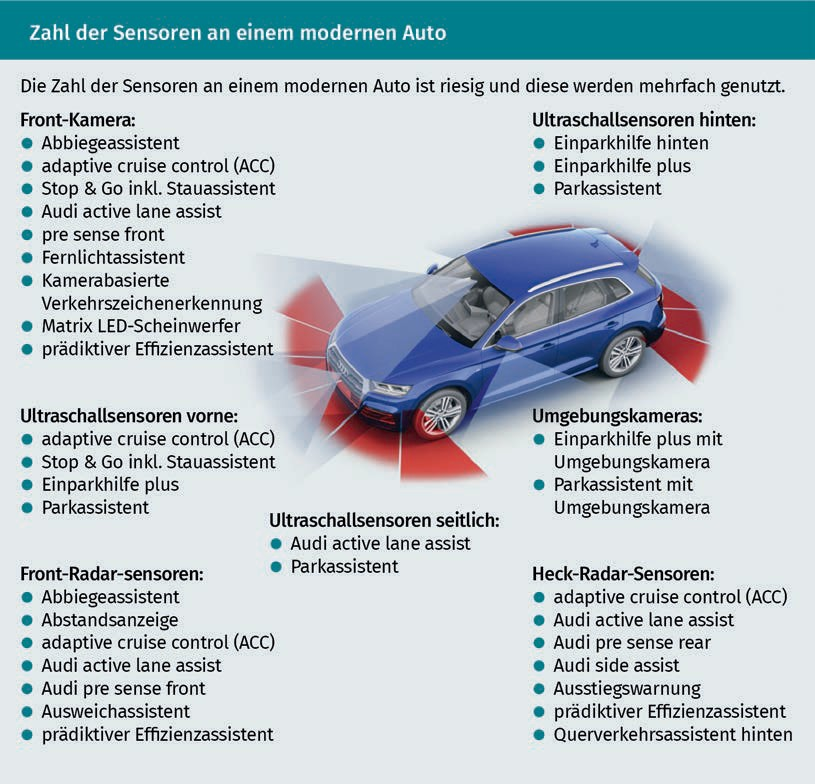 Zahl der Sensoren an einem modernen Auto
Die Zahl der Sensoren an einem modernen Auto ist riesig und diese werden mehrfach genutzt.
Front-Kamera:
Abbiegeassistent
adaptive cruise control (ACC)
Stop & Go inkl. Stauassistent
Audi active lane assist
pre sense front
Fernlichtassistent
Kamerabasierte
Verkehrszeichenerkennung
Matrix LED-Scheinwerfer
prädiktiver Effizienzassistent
Ultraschallsensoren hinten:
Einparkhilfe hinten
Einparkhilfe plus
Parkassistent
Ultraschallsensoren vorne:
adaptive cruise control (ACC)
Stop & Go inkl. Stauassistent
Einparkhilfe plus
Parkassistent
Umgebungskameras:
Einparkhilfe plus mit
Umgebungskamera
Parkassistent mit
Umgebungskamera
Ultraschallsensoren seitlich:
Audi active lane assist
Parkassistent
Front-Radar-sensoren:
Abbiegeassistent
Abstandsanzeige
adaptive cruise control (ACC)
Audi active lane assist
Audi pre sense front
Ausweichassistent
prädiktiver Effizienzassistent
Heck-Radar-Sensoren:
adaptive cruise control (ACC)
Audi active lane assist
Audi pre sense rear
Audi side assist
Ausstiegswarnung
prädiktiver Effizienzassistent
Querverkehrsassistent hinten